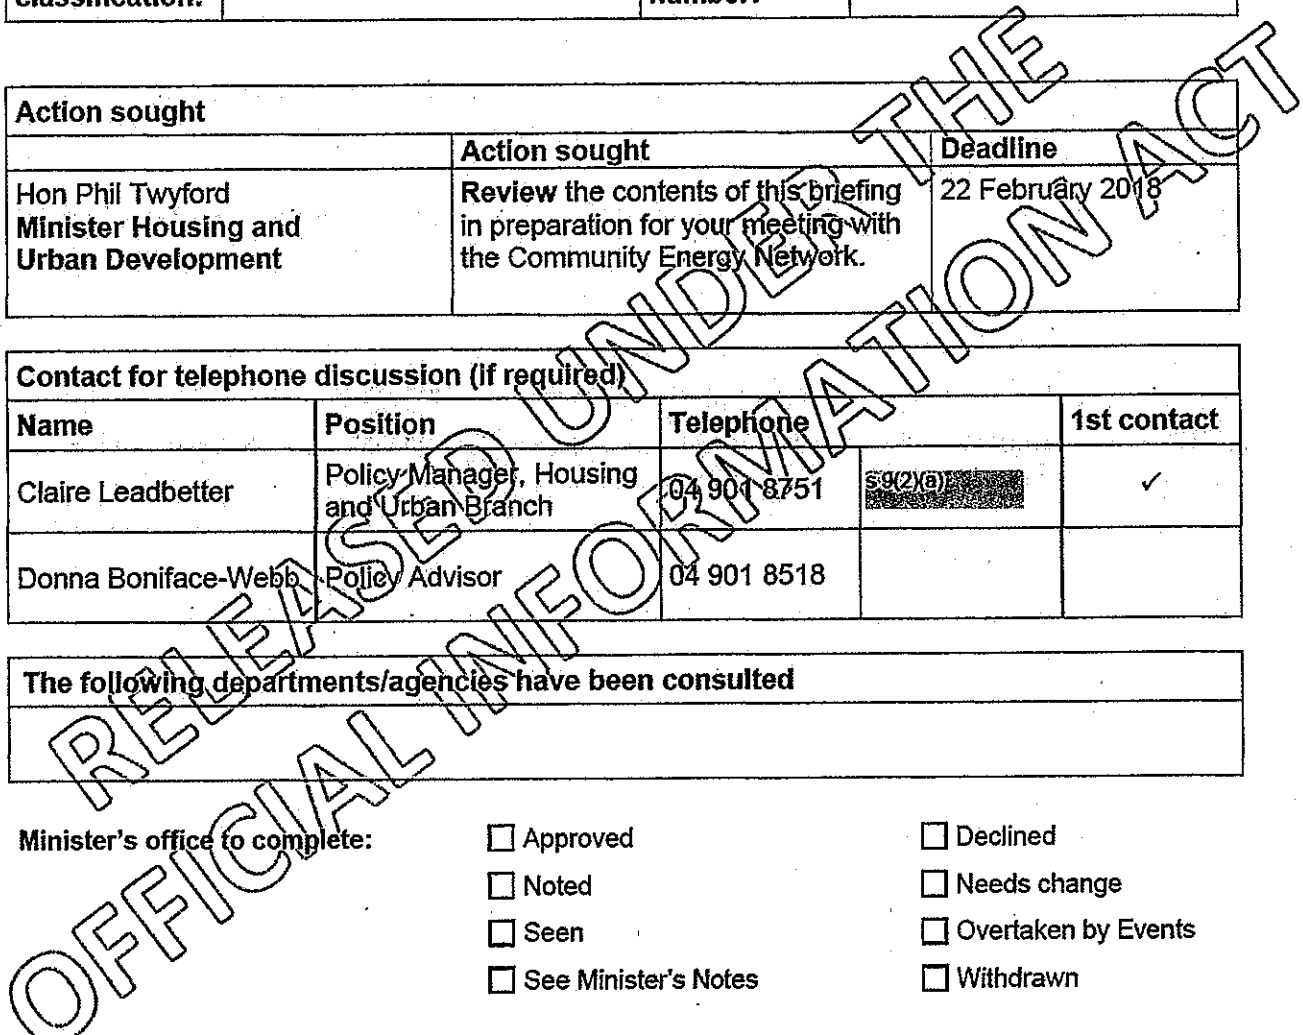 classification:
number:
Action sought
Action sought
Deadline
Hon Phil Twyford
Minister Housing and
Urban Development
Review the contents of this briefing
in preparation for your meeting with
the Community Energy Network.
22 February 2018
Contact for telephone discussion (if required)
Name
Position
Telephone
1st contact
Claire Leadbetter
Policy Manager, Housing
and Urban Branch
04 901 8751
s 9(2)(a)
✓
Donna Boniface-Webb
Policy Advisor
04 901 8518
The following departments/agencies have been consulted
Minister's office to complete:
Approved
Declined
Noted
Needs change
Seen
Overtaken by Events
See Minister's Notes
Withdrawn
RELEASED UNDER THE
OFFICIAL INFORMATION ACT